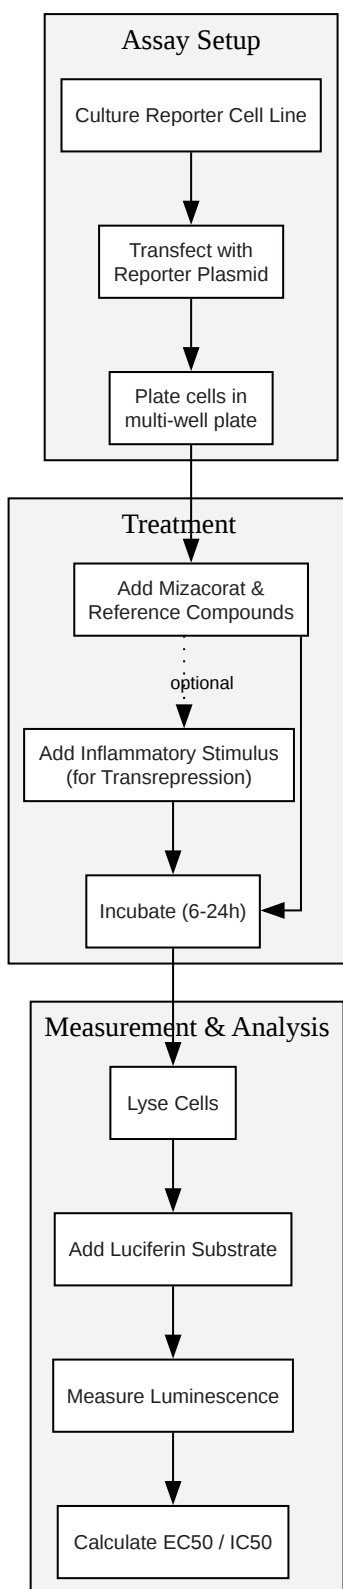 Assay Setup
Culture Reporter Cell Line
Transfect with
Reporter Plasmid
Plate cells in
multi-well plate
Treatment
Add Mizacorat &
Reference Compounds
optional
Add Inflammatory Stimulus
(for Transrepression)
Incubate (6-24h)
Measurement & Analysis
Lyse Cells
Add Luciferin Substrate
Measure Luminescence
Calculate EC50 / IC50